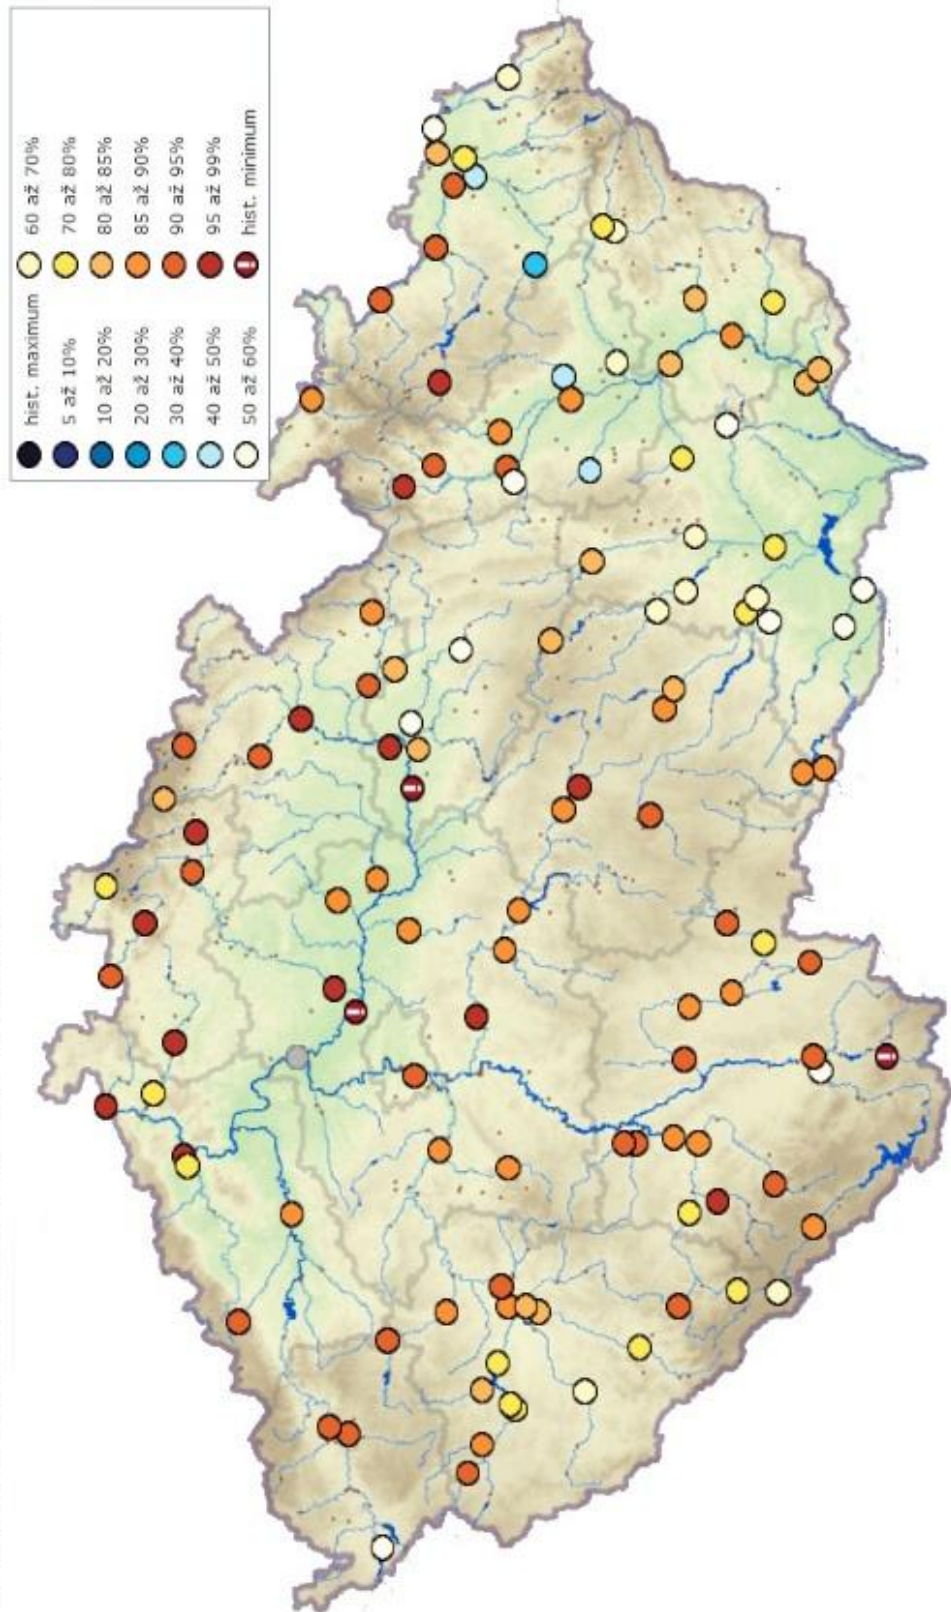 hist. maximum
5 až 10%
10 až 20%
20 až 30%
30 až 40%
40 až 50%
50 až 60%
60 až 70%
70 až 80%
80 až 85%
85 až 90%
90 až 95%
95 až 99%
hist. minimum